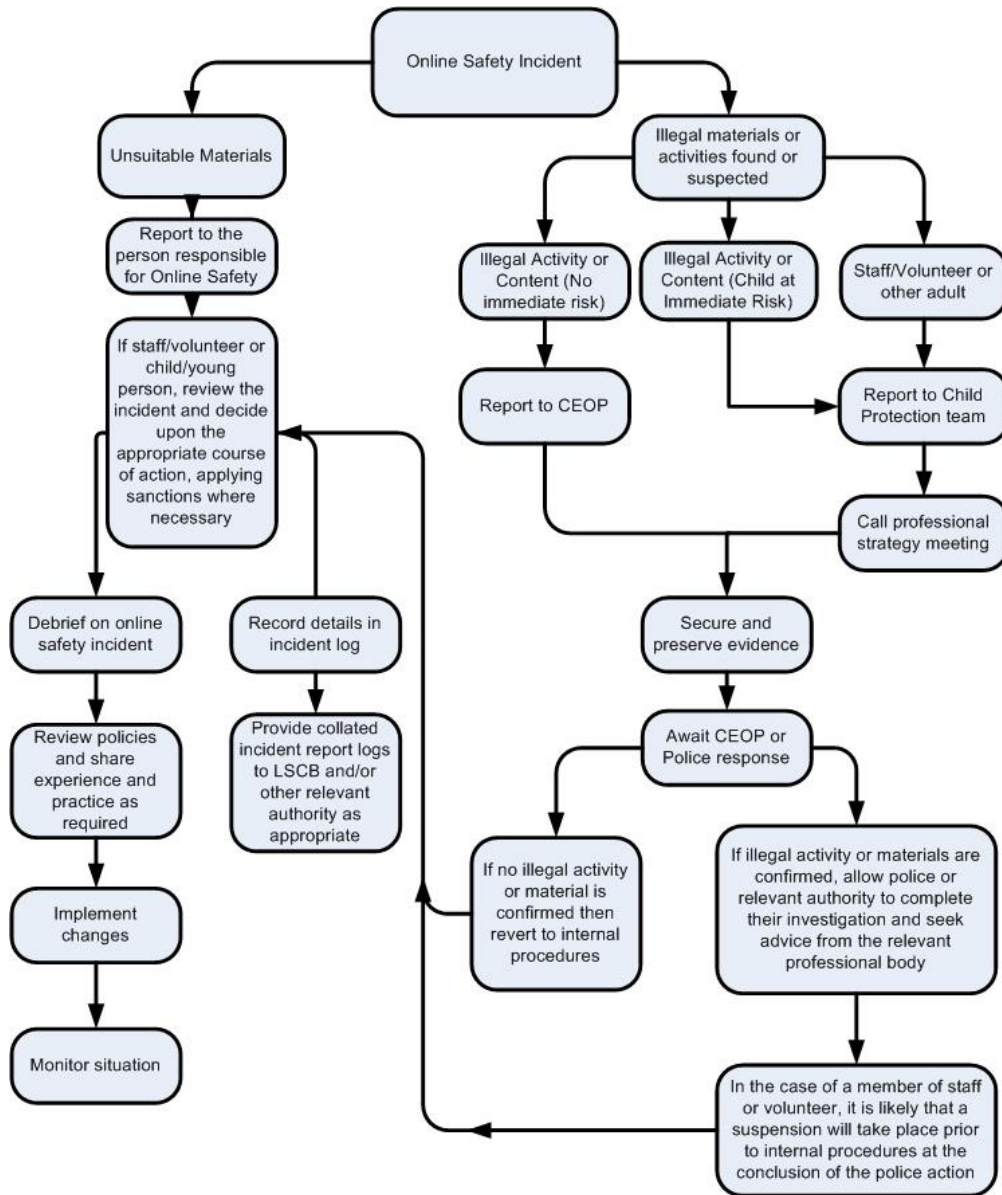 Online Safety Incident
Unsuitable Materials
Report to the
person responsible
for Online Safety
If staff/volunteer or
child/young
person, review the
incident and decide
upon the
appropriate course
of action, applying
sanctions where
necessary
Debrief on online
safety incident
Review policies
and share
experience and
practice as
required
Implement
changes
Monitor situation
Record details in
incident log
Provide collated
incident report logs
to LSCB and/or
other relevant
authority as
appropriate
Illegal materials or
activities found or
suspected
Illegal Activity or
Content (No
immediate risk)
Illegal Activity or
Content (Child at
Immediate Risk)
Staff/Volunteer or
other adult
Report to CEOP
Report to Child
Protection team
Call professional
strategy meeting
Secure and
preserve evidence
Await CEOP or
Police response
If no illegal activity
or material is
confirmed then
revert to internal
procedures
If illegal activity or materials are
confirmed, allow police or
relevant authority to complete
their investigation and seek
advice from the relevant
professional body
In the case of a member of staff
or volunteer, it is likely that a
suspension will take place prior
to internal procedures at the
conclusion of the police action